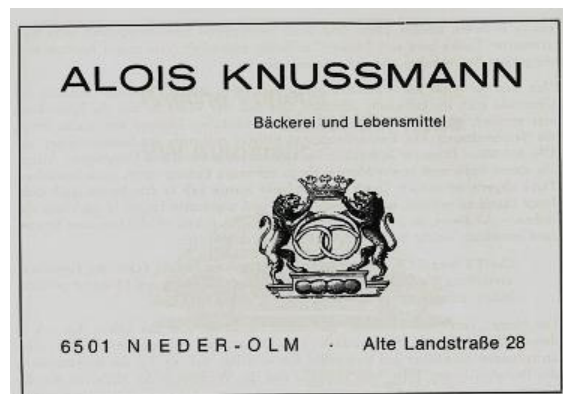 ALOIS KNUSSMANN
Bäckerei und Lebensmittel
6501 NIEDER-OLM · Alte Landstraße 28